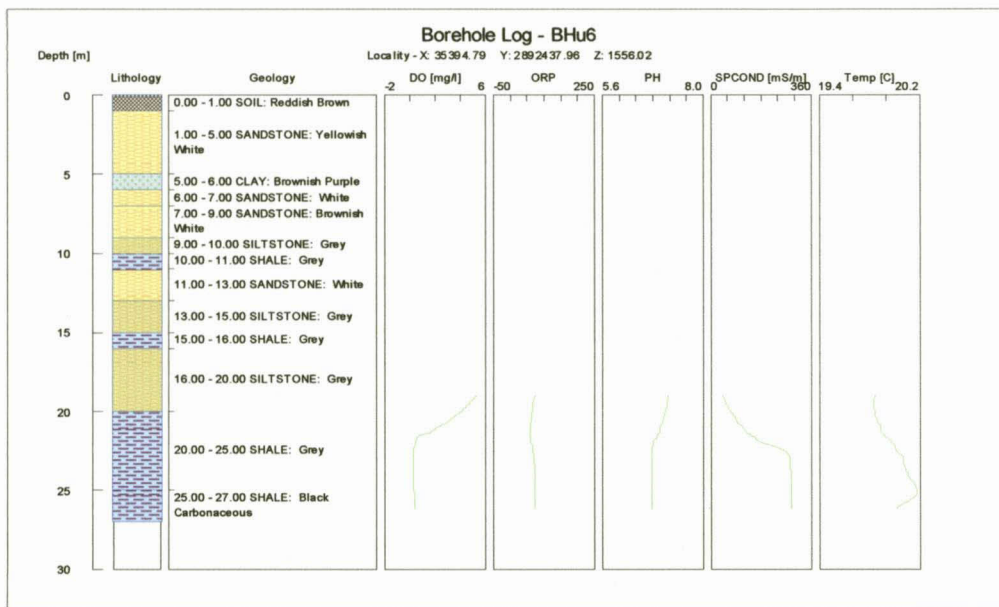 Borehole Log - BHu6
Depth [m]
Locality - X: 35394.79 Y: 2892437.96 Z: 1556.02
Lithology
Geology
DO [mg/l]
ORP
PH
SPCOND [mS/m]
Temp [C]
-2 6
-50 250
5.6 8.0
0 360
19.4 20.2
0
0.00 - 1.00 SOIL: Reddish Brown
1.00 - 5.00 SANDSTONE: Yellowish
White
5
5.00 - 6.00 CLAY: Brownish Purple
6.00 - 7.00 SANDSTONE: White
7.00 - 9.00 SANDSTONE: Brownish
White
9.00 - 10.00 SILTSTONE: Grey
10
10.00 - 11.00 SHALE: Grey
11.00 - 13.00 SANDSTONE: White
13.00 - 15.00 SILTSTONE: Grey
15
15.00 - 16.00 SHALE: Grey
16.00 - 20.00 SILTSTONE: Grey
20
20.00 - 25.00 SHALE: Grey
25
25.00 - 27.00 SHALE: Black
Carbonaceous
30